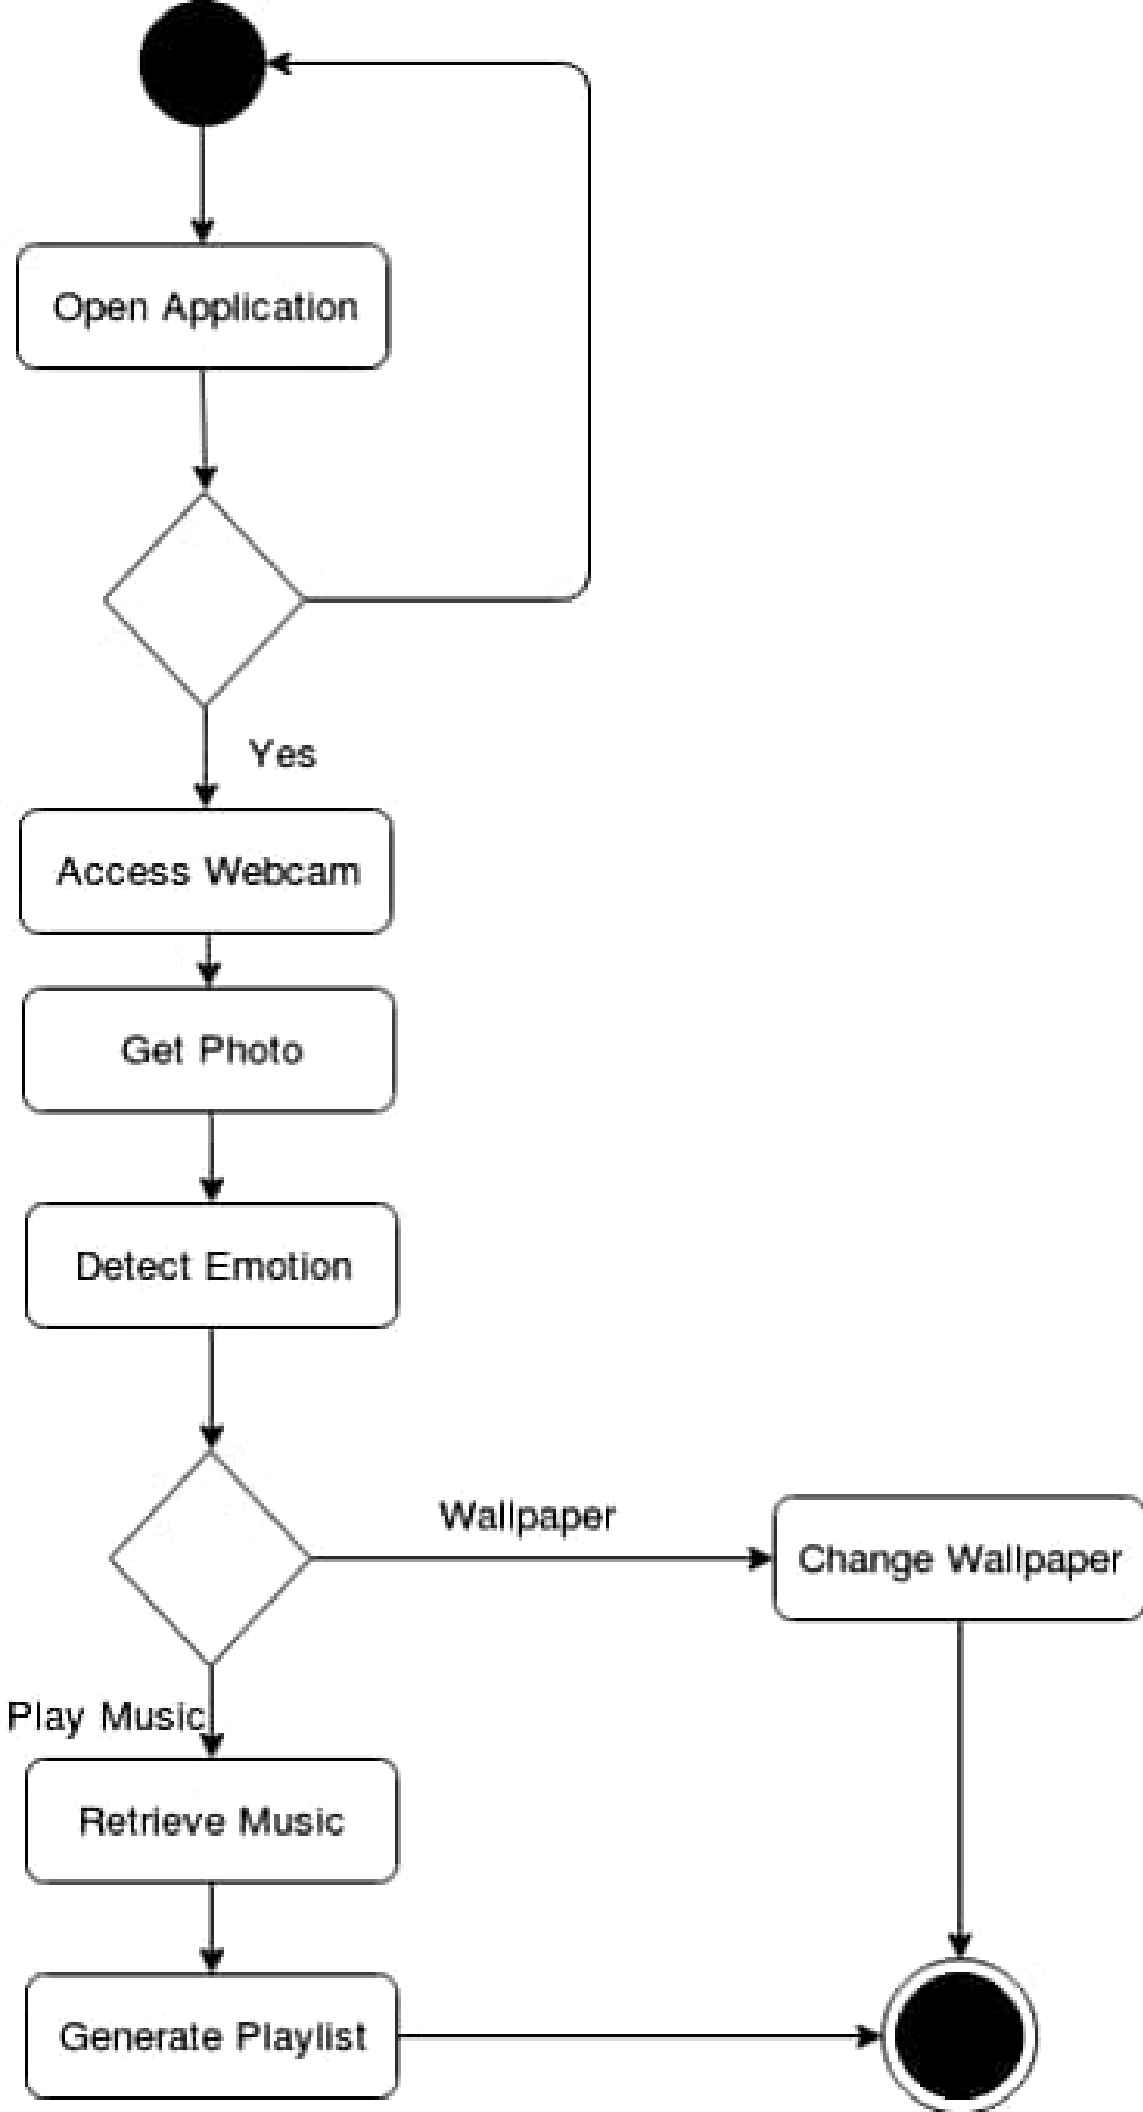 Open Application
Yes
Access Webcam
Get Photo
Detect Emotion
Wallpaper
Change Wallpaper
Play Music
Retrieve Music
Generate Playlist